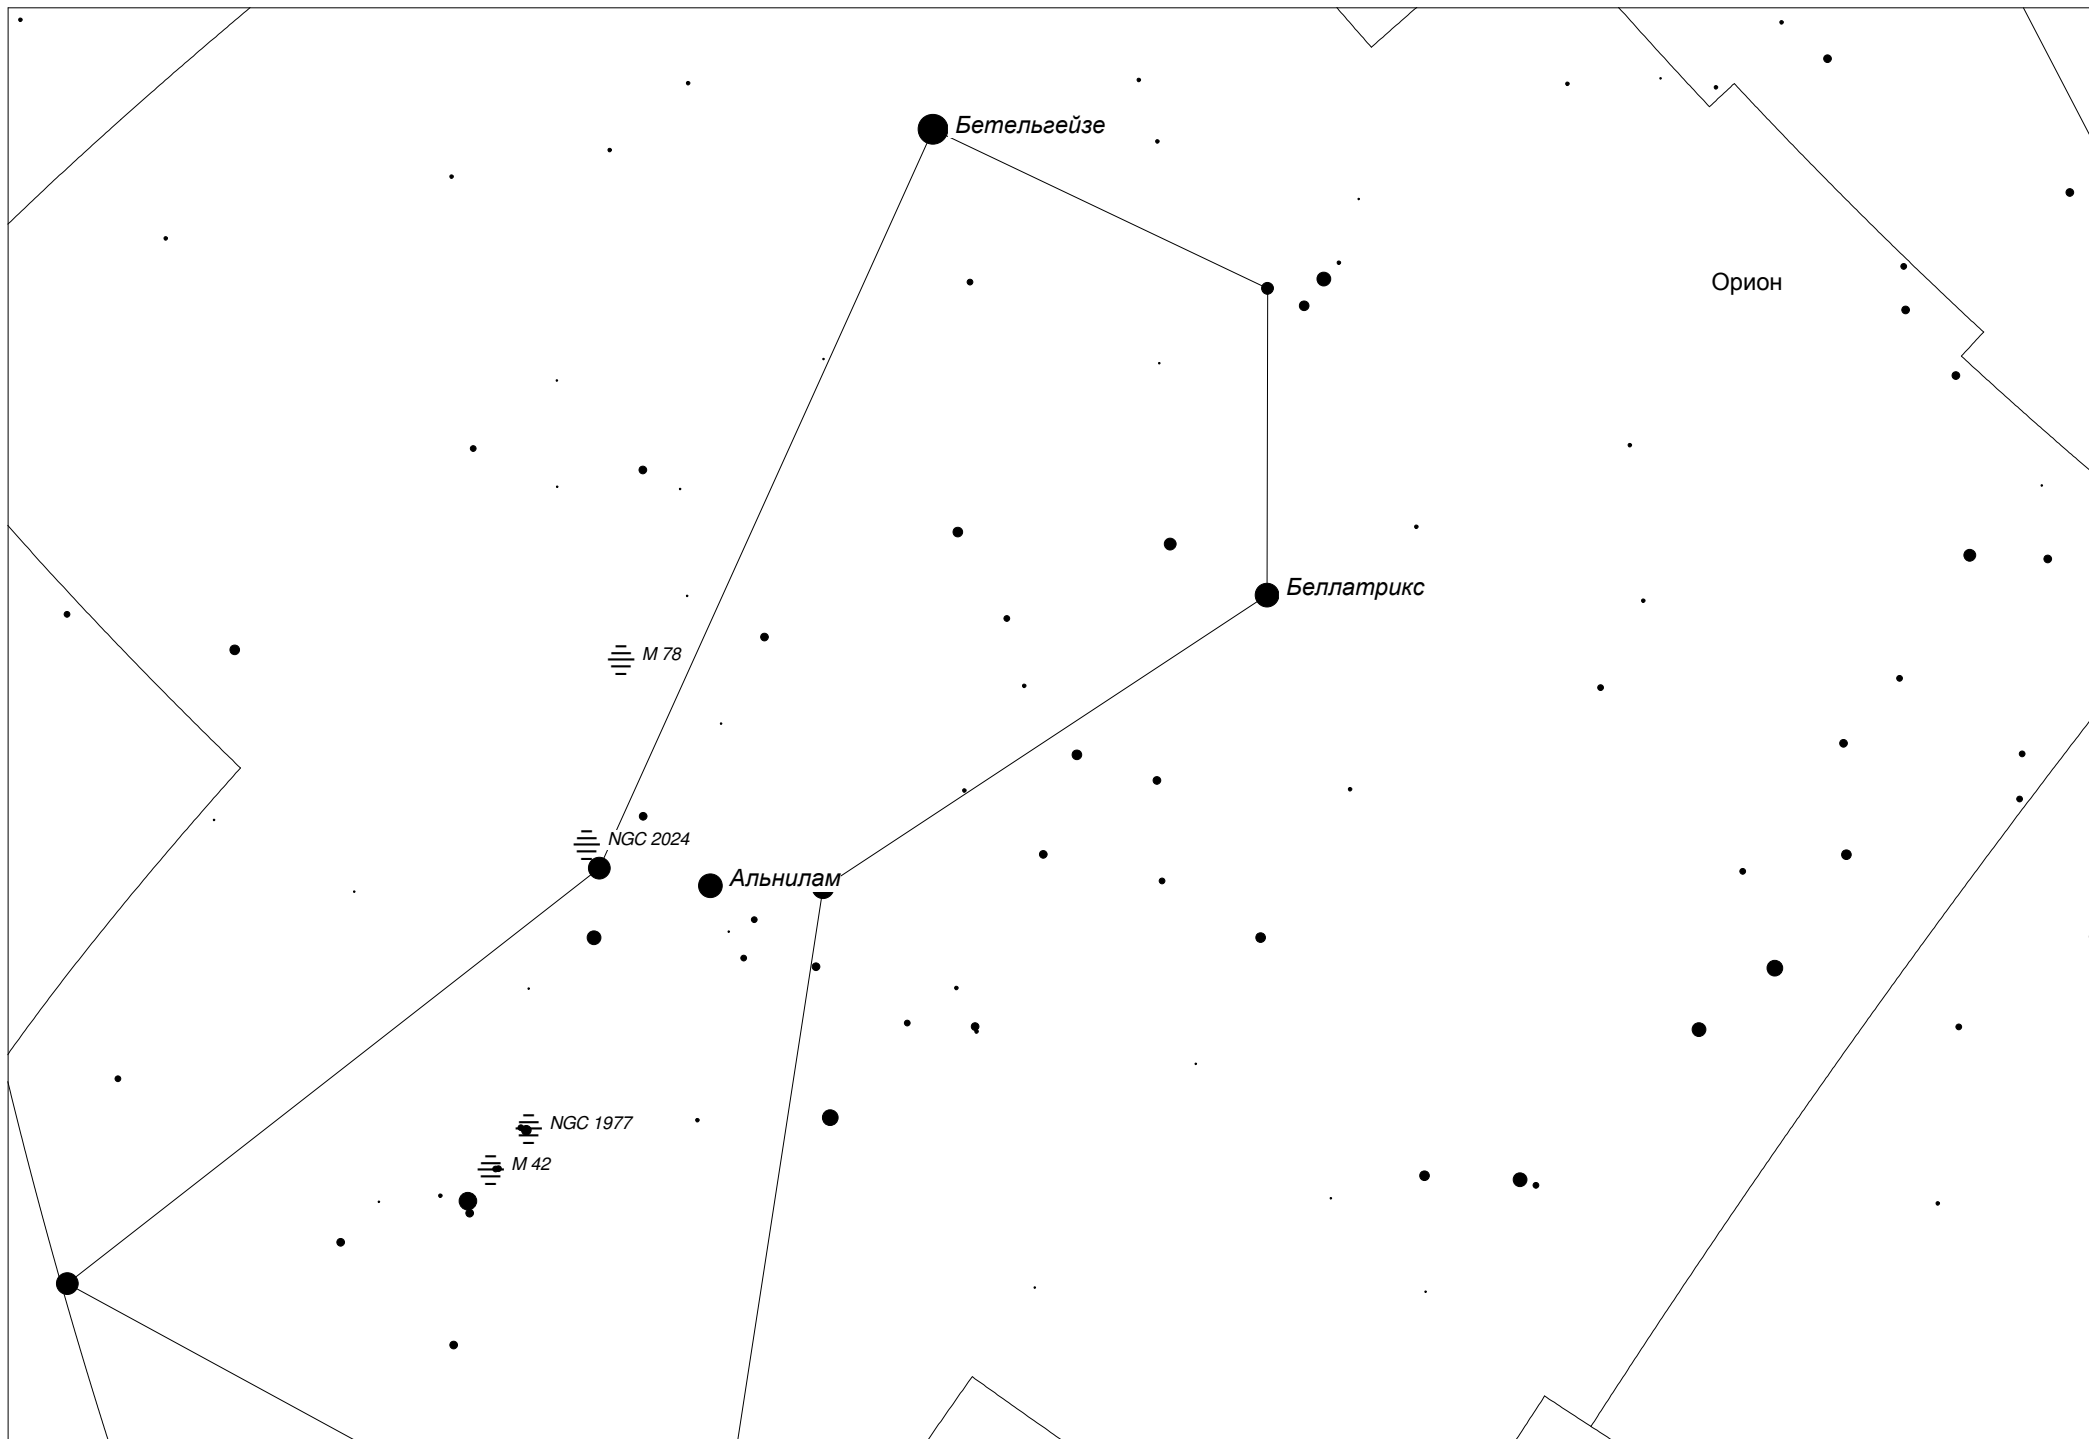 Бетельгейзе
Орион
Беллатрикс
M 78
NGC 2024
Альнилам
NGC 1977
M 42